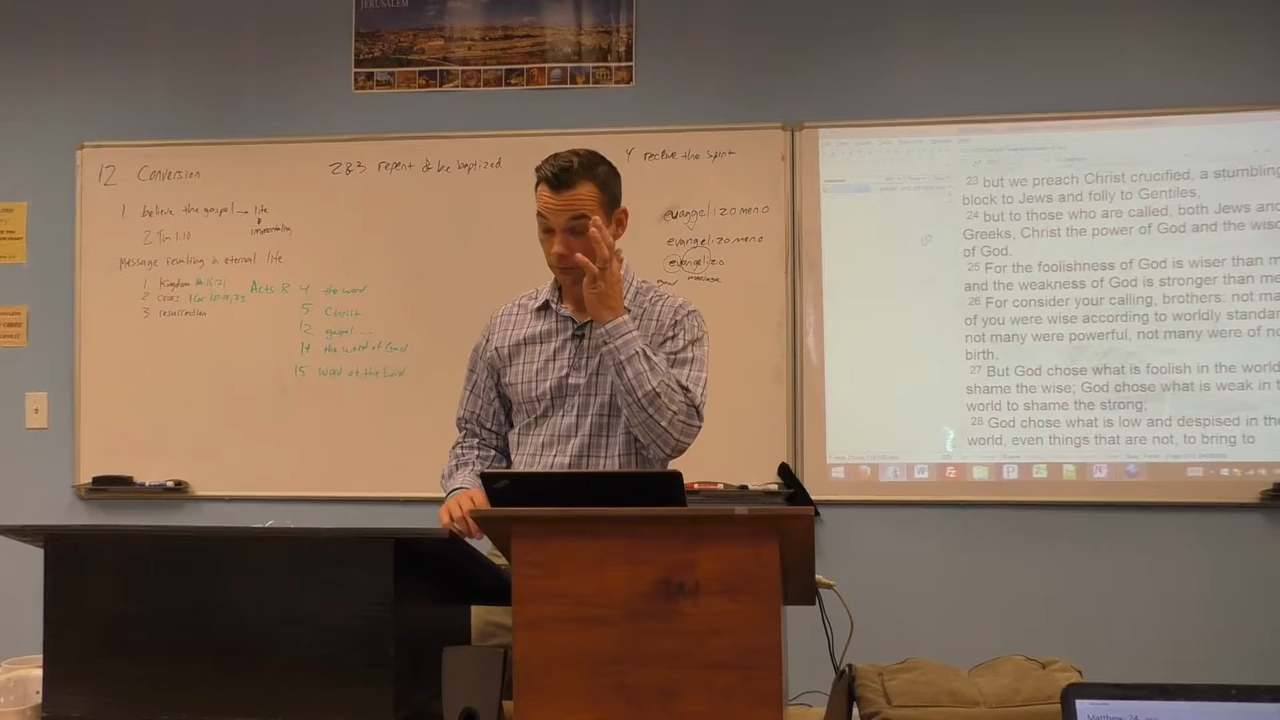 JERUSALEM
12 Conversion
2&3 repent & be baptized
4 receive the spirit
1 believe the gospel → life
immortality
2 Tim 1.10
Message resulting in eternal life
1 Kingdom
2 cross 1 Cor
3 resurrection
Acts 8 4 the word
5 Christ
12 gospel...
14 the word of God
15 Word of the Lord
euaggelizomeno
evangelizomeno
evangelizo
good message
23 but we preach Christ crucified, a stumbling
block to Jews and folly to Gentiles,
24 but to those who are called, both Jews and
Greeks, Christ the power of God and the
of God.
25 For the foolishness of God is wiser than
and the weakness of God is stronger than
26 For consider your calling, brothers: not
of you were wise according to worldly
not many were powerful, not many were of
birth.
27 But God chose what is foolish in the world
shame the wise; God chose what is weak in
world to shame the strong;
28 God chose what is low and despised in the
world, even things that are not, to bring to
Matthew 24